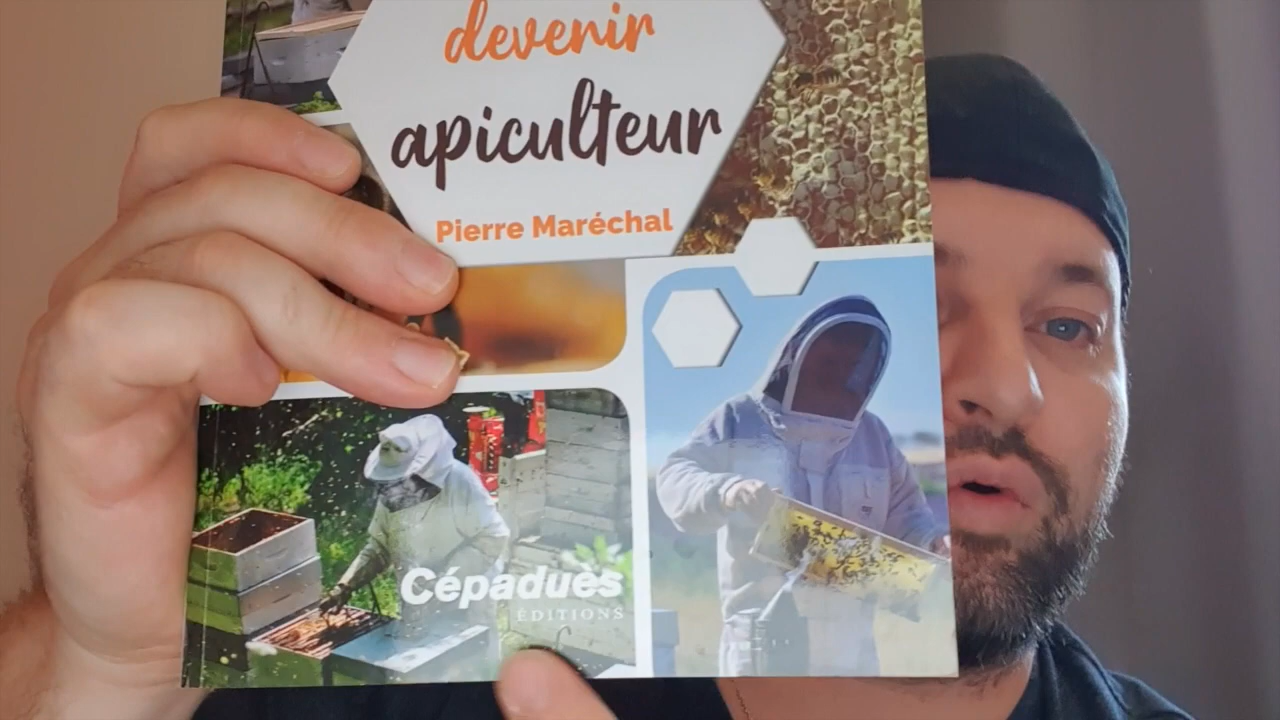 devenir
apiculteur
Pierre Maréchal
Cépaduès
ÉDITIONS